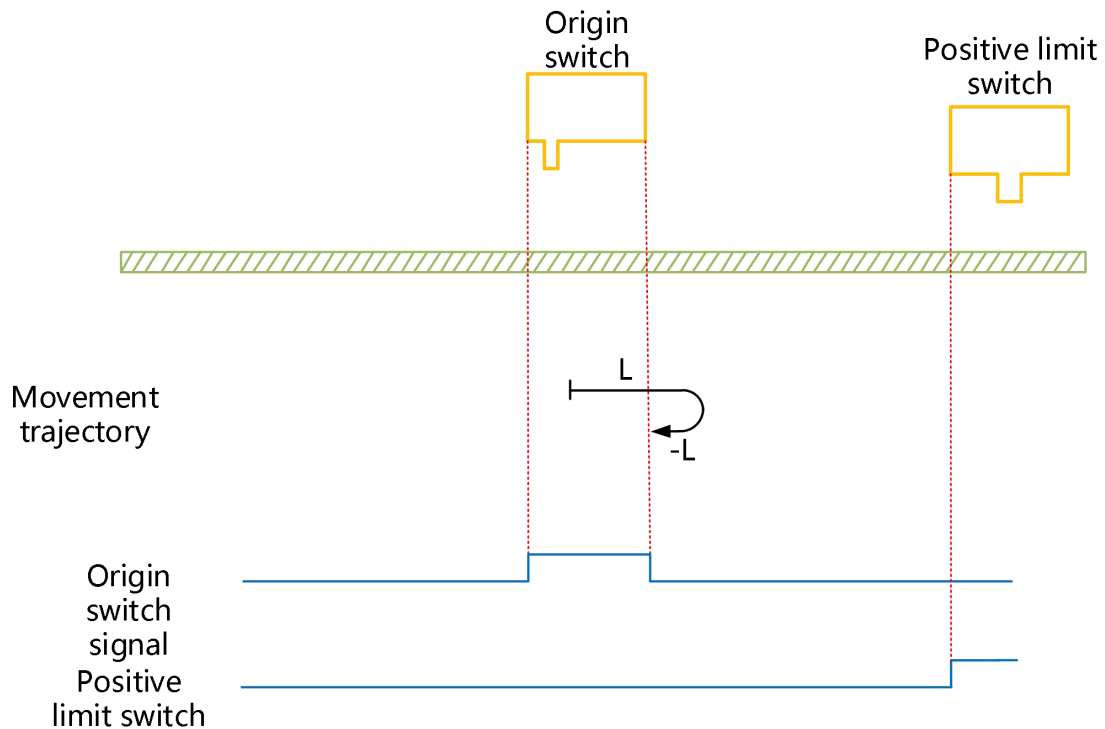 Origin
switch
Positive limit
switch
L
Movement
trajectory
-L
Origin
switch
signal
Positive
limit switch